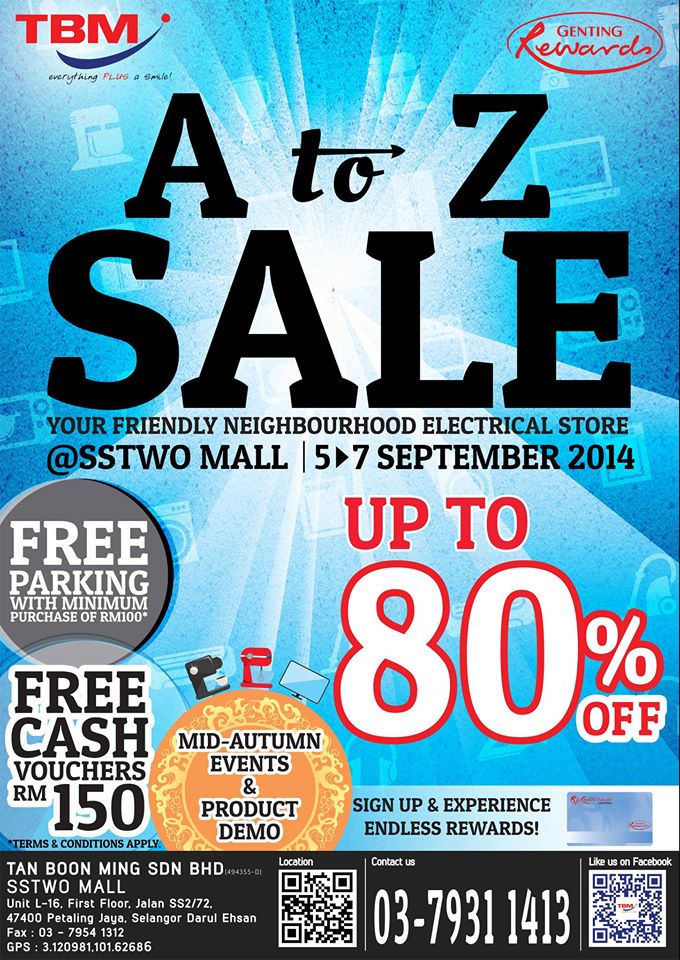 TBM
everything PLUS a smile!
GENTING
Rewards
A to Z
SALE
YOUR FRIENDLY NEIGHBOURHOOD ELECTRICAL STORE
@SSTWO MALL | 5▶7 SEPTEMBER 2014
FREE
PARKING
WITH MINIMUM
PURCHASE OF RM100*
UP TO
80%
OFF
FREE
CASH
VOUCHERS
RM 150
*TERMS & CONDITIONS APPLY.
MID-AUTUMN
EVENTS
&
PRODUCT
DEMO
SIGN UP & EXPERIENCE
ENDLESS REWARDS!
TAN BOON MING SDN BHD (494355-D)
SSTWO MALL
Unit L-16, First Floor, Jalan SS2/72,
47400 Petaling Jaya, Selangor Darul Ehsan
Fax : 03 - 7954 1312
GPS : 3.120981,101.62686
Location
Contact us
03-7931 1413
Like us on Facebook
TBM